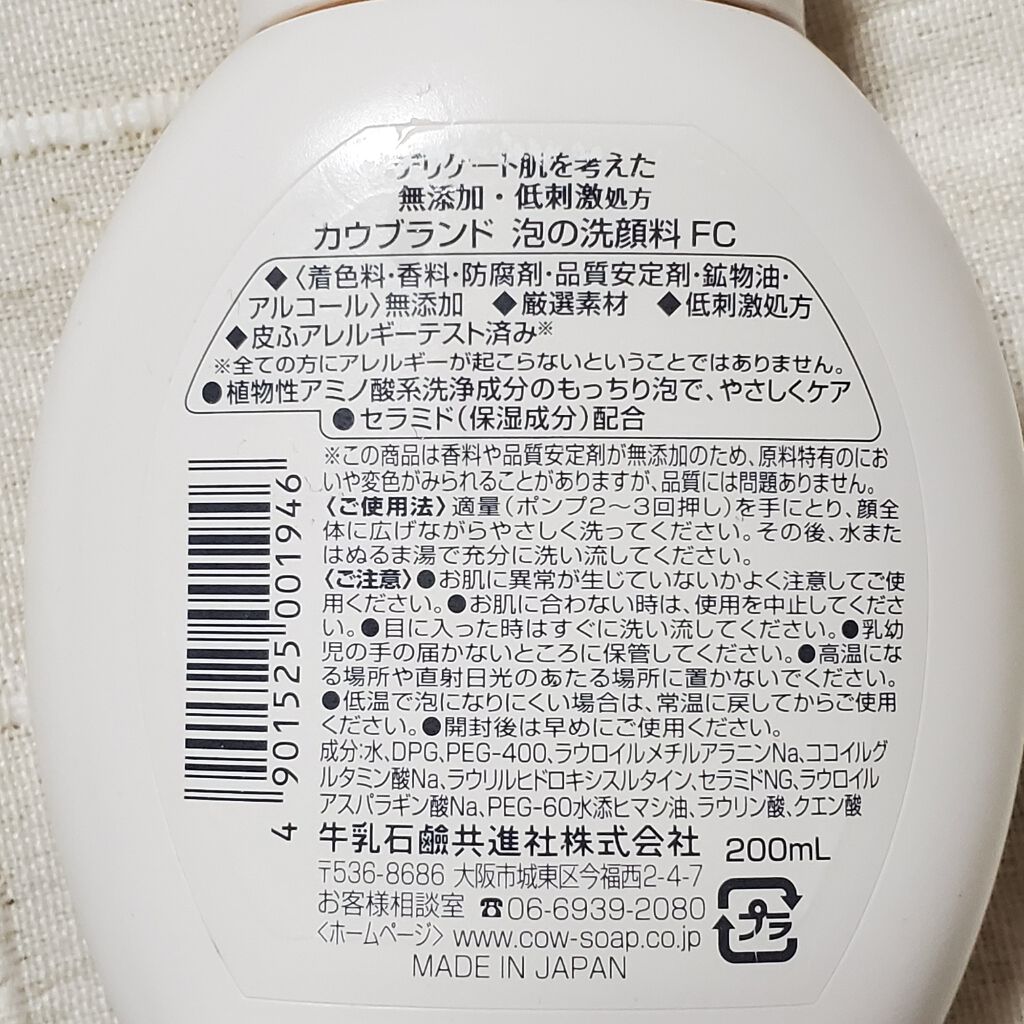 デリケート肌を考えた
無添加・低刺激処方
カウブランド 泡の洗顔料 FC
◆〈着色料・香料・防腐剤・品質安定剤・鉱物油・
アルコール〉無添加 ◆厳選素材 ◆低刺激処方
◆皮ふアレルギーテスト済み※
※全ての方にアレルギーが起こらないということではありません。
●植物性アミノ酸系洗浄成分のもっちり泡で、やさしくケア
●セラミド(保湿成分)配合
※この商品は香料や品質安定剤が無添加のため、原料特有のにお
いや変色がみられることがありますが、品質には問題ありません。
〈ご使用法〉適量(ポンプ2〜3回押し)を手にとり、顔全
体に広げながらやさしく洗ってください。その後、水また
はぬるま湯で充分に洗い流してください。
〈ご注意〉●お肌に異常が生じていないかよく注意してご使
用ください。●お肌に合わない時は、使用を中止してくださ
い。●目に入った時はすぐに洗い流してください。●乳幼
児の手の届かないところに保管してください。●高温にな
る場所や直射日光のあたる場所に置かないでください。
●低温で泡になりにくい場合は、常温に戻してからご使用
ください。●開封後は早めにご使用ください。
成分:水、DPG、PEG-400、ラウロイルメチルアラニンNa、ココイルグ
ルタミン酸Na、ラウリルヒドロキシスルタイン、セラミドNG、ラウロイル
アスパラギン酸Na、PEG-60水添ヒマシ油、ラウリン酸、クエン酸
牛乳石鹸共進社株式会社 200mL
〒536-8686 大阪市城東区今福西2-4-7
お客様相談室 ☎06-6939-2080
〈ホームページ〉www.cow-soap.co.jp
MADE IN JAPAN
プラ
4 901525 001946